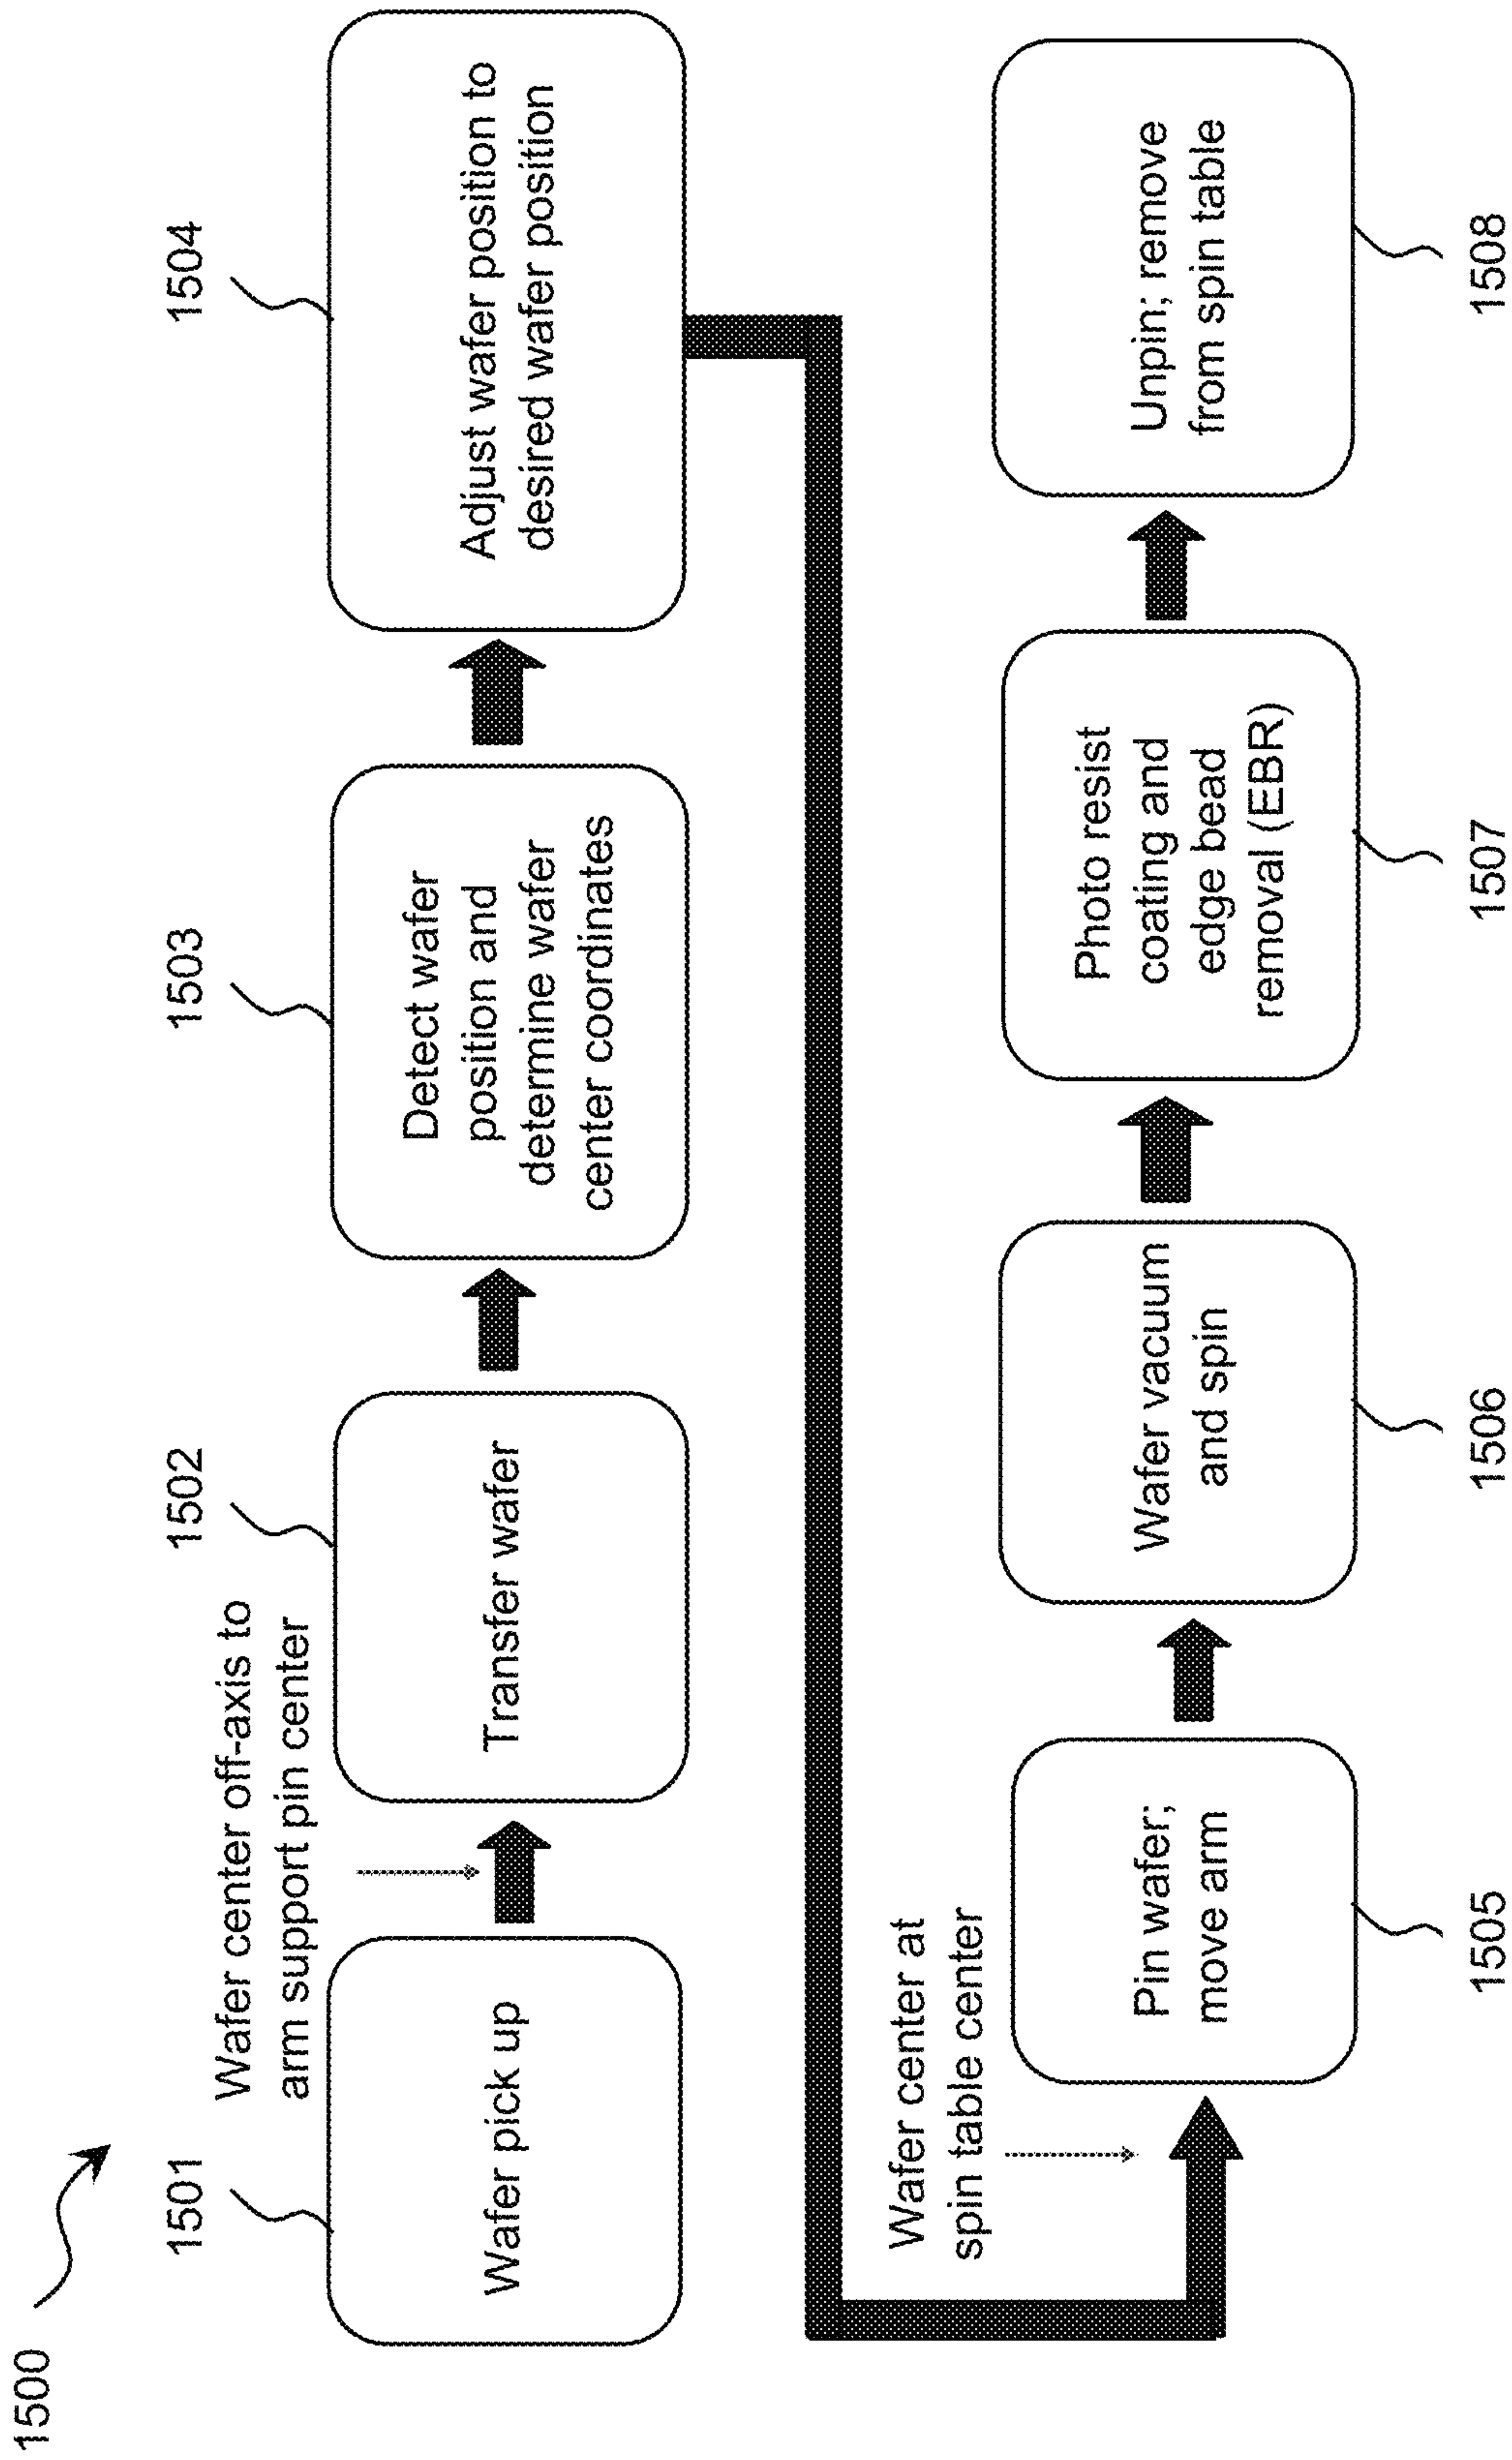 1500
1501
Wafer pick up
Wafer center off-axis to
arm support pin center
1502
Transfer wafer
1503
Detect wafer
position and
determine wafer
center coordinates
1504
Adjust wafer position to
desired wafer position
Wafer center at
spin table center
Pin wafer;
move arm
1505
Wafer vacuum
and spin
1506
Photo resist
coating and
edge bead
removal (EBR)
1507
Unpin; remove
from spin table
1508